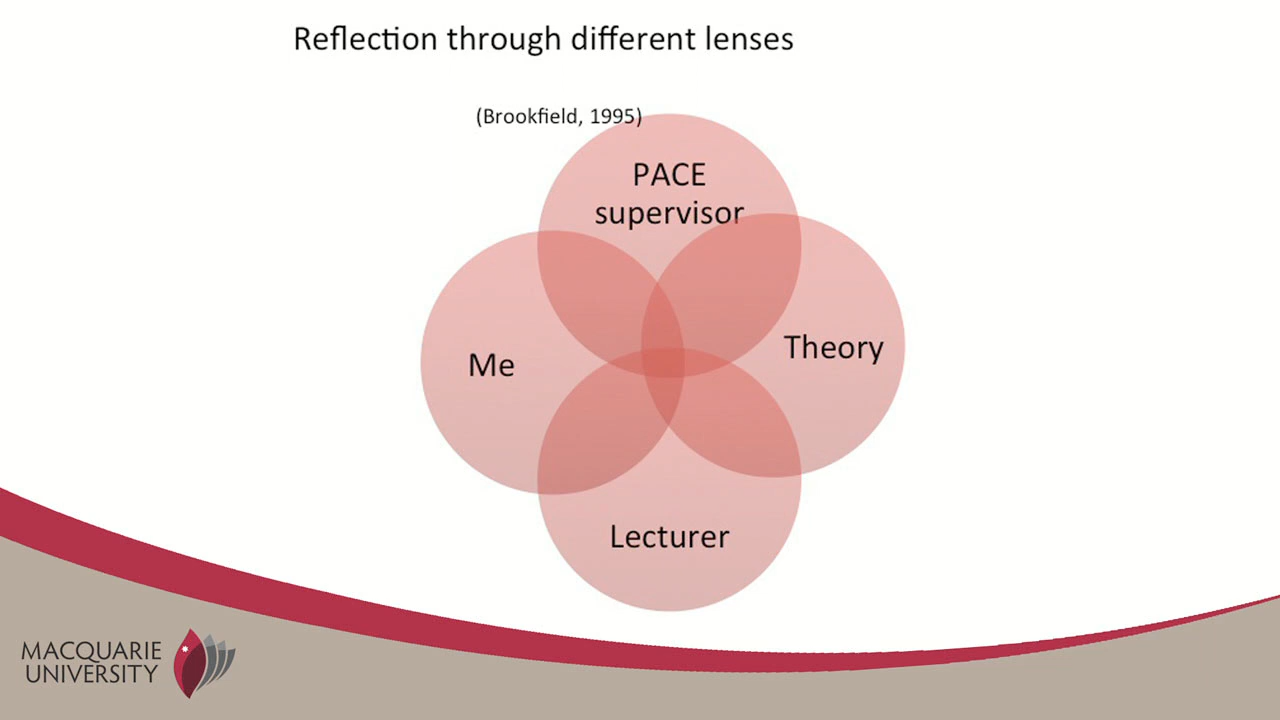 Reflection through different lenses
(Brookfield, 1995)
PACE
supervisor
Theory
Me
Lecturer
MACQUARIE
UNIVERSITY